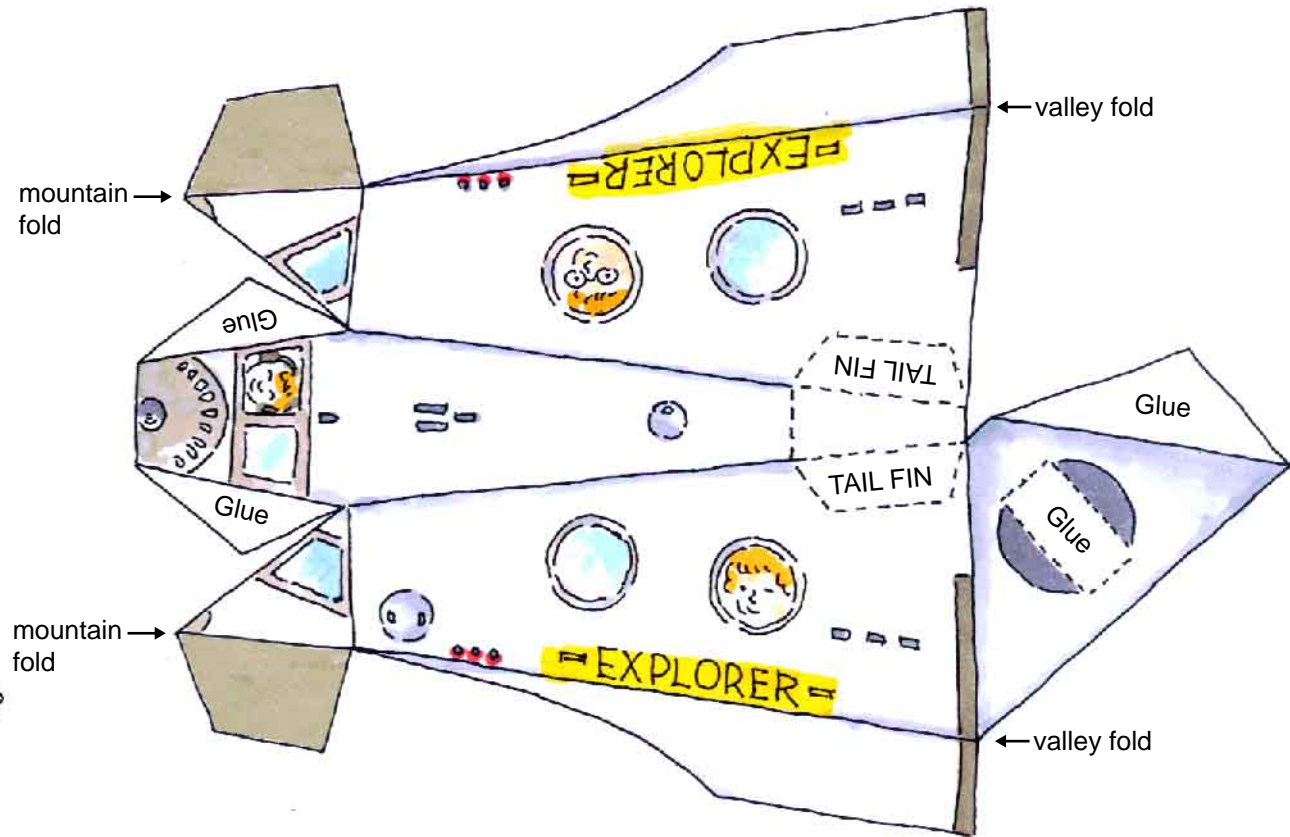 valley fold
-EXPLORER-
mountain
fold
Glue
TAIL FIN
Glue
TAIL FIN
Glue
Glue
mountain
fold
-EXPLORER-
valley fold